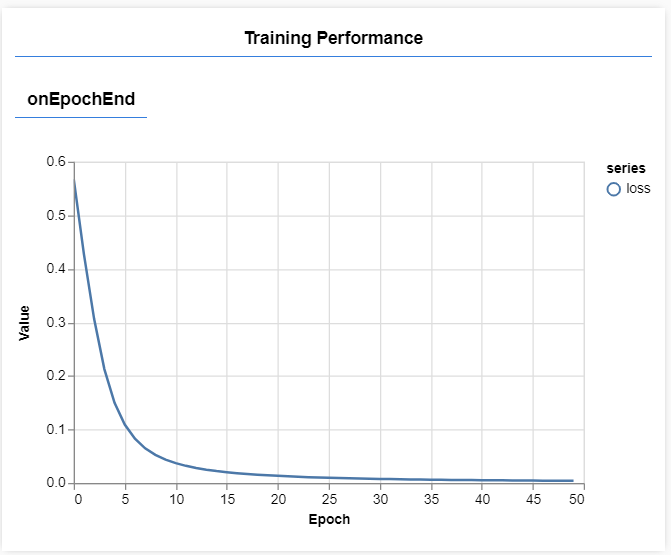 Training Performance
onEpochEnd
series
loss
0.6
0.5
0.4
0.3
0.2
0.1
0.0
Value
0 5 10 15 20 25 30 35 40 45 50
Epoch